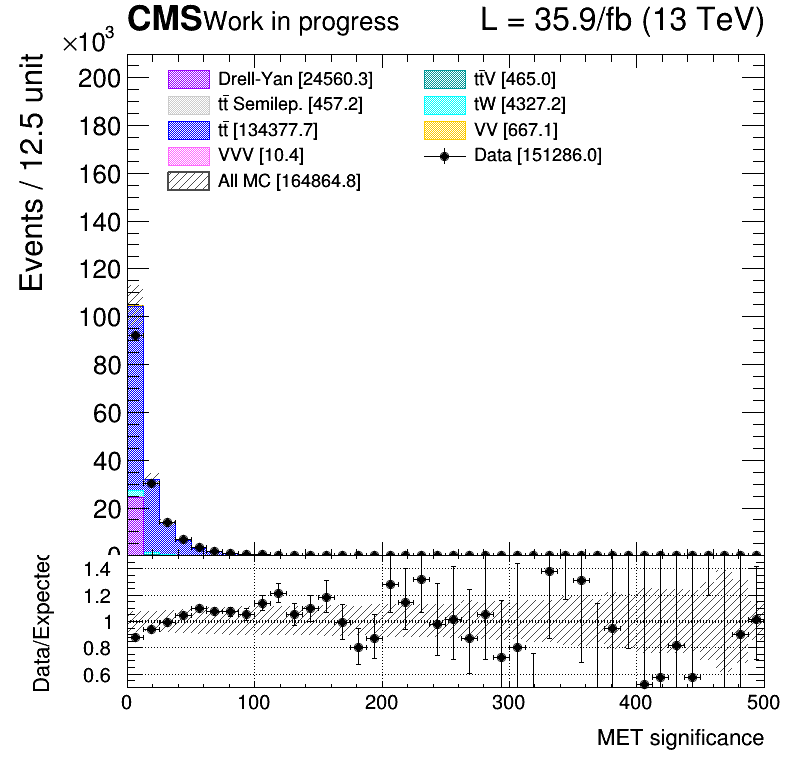 CMS Work in progress L = 35.9/fb (13 TeV)
×10³
Events / 12.5 unit
200
180
160
140
120
100
80
60
40
20
0
Drell-Yan [24560.3]
tt̄ Semilep. [457.2]
tt̄ [134377.7]
VVV [10.4]
All MC [164864.8]
tt̄V [465.0]
tW [4327.2]
VV [667.1]
Data [151286.0]
Data/Expected
1.4
1.2
1
0.8
0.6
0 100 200 300 400 500
MET significance